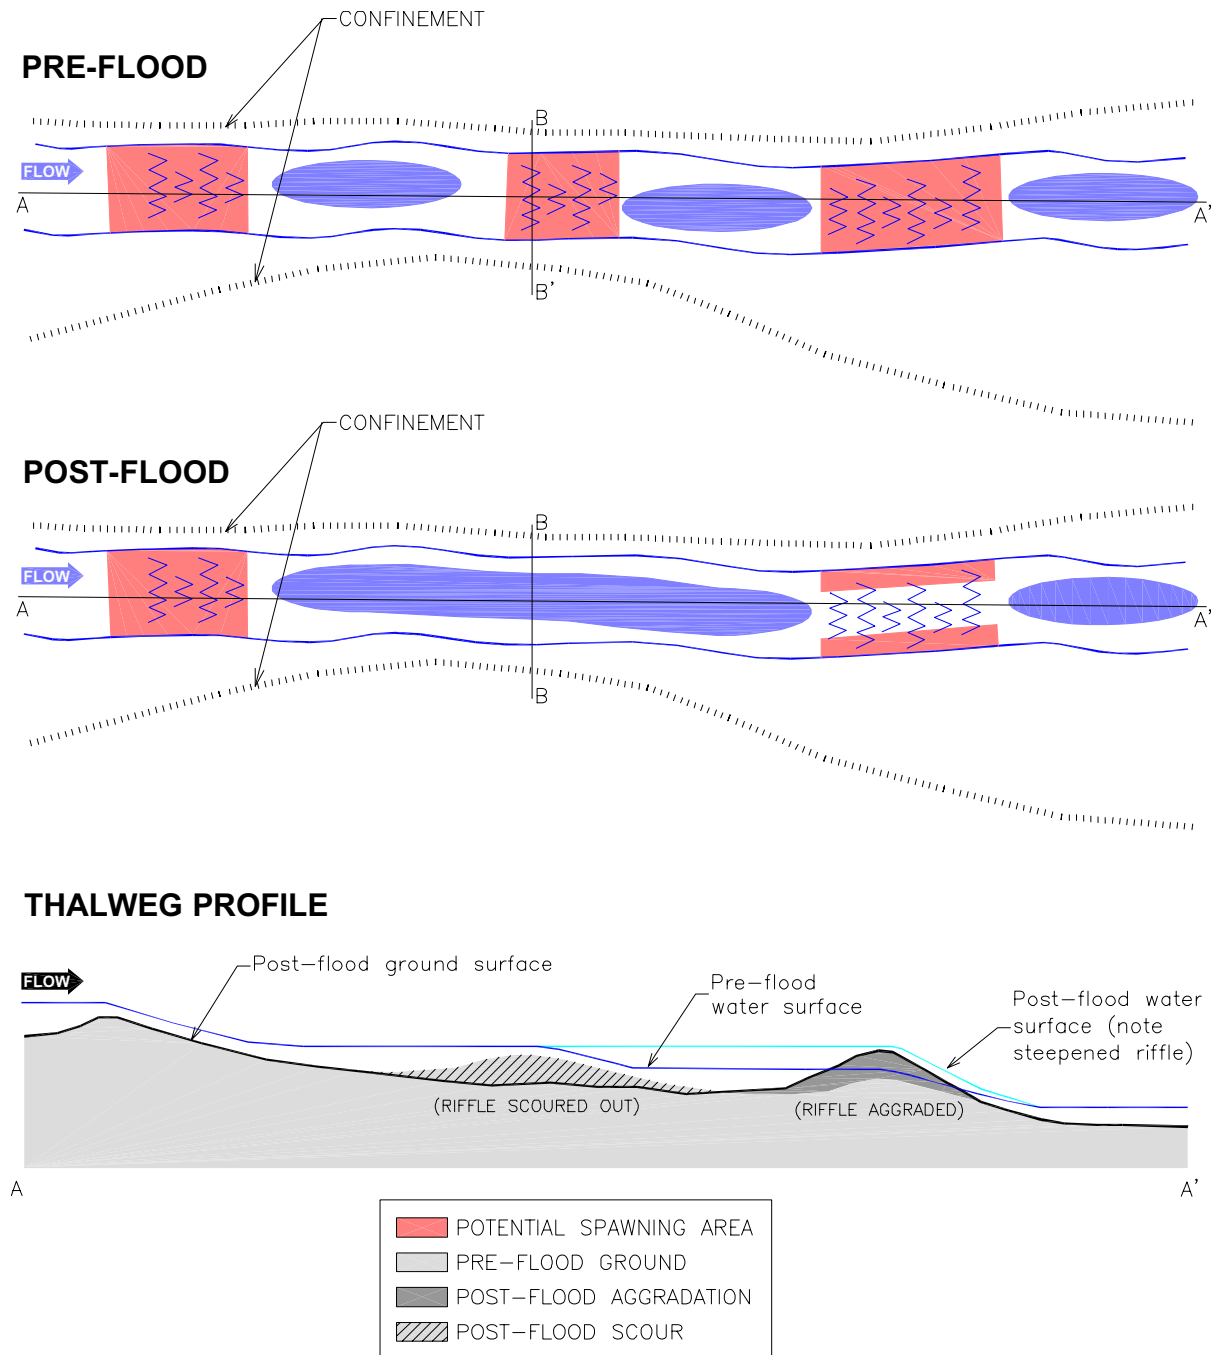 CONFINEMENT
PRE-FLOOD
B
FLOW
A
A'
B'
CONFINEMENT
POST-FLOOD
B
FLOW
A
A'
B
THALWEG PROFILE
FLOW
Post-flood ground surface
Pre-flood
water surface
Post-flood water
surface (note
steepened riffle)
(RIFFLE SCOURED OUT)
(RIFFLE AGGRADED)
A
A'
POTENTIAL SPAWNING AREA
PRE-FLOOD GROUND
POST-FLOOD AGGRADATION
POST-FLOOD SCOUR